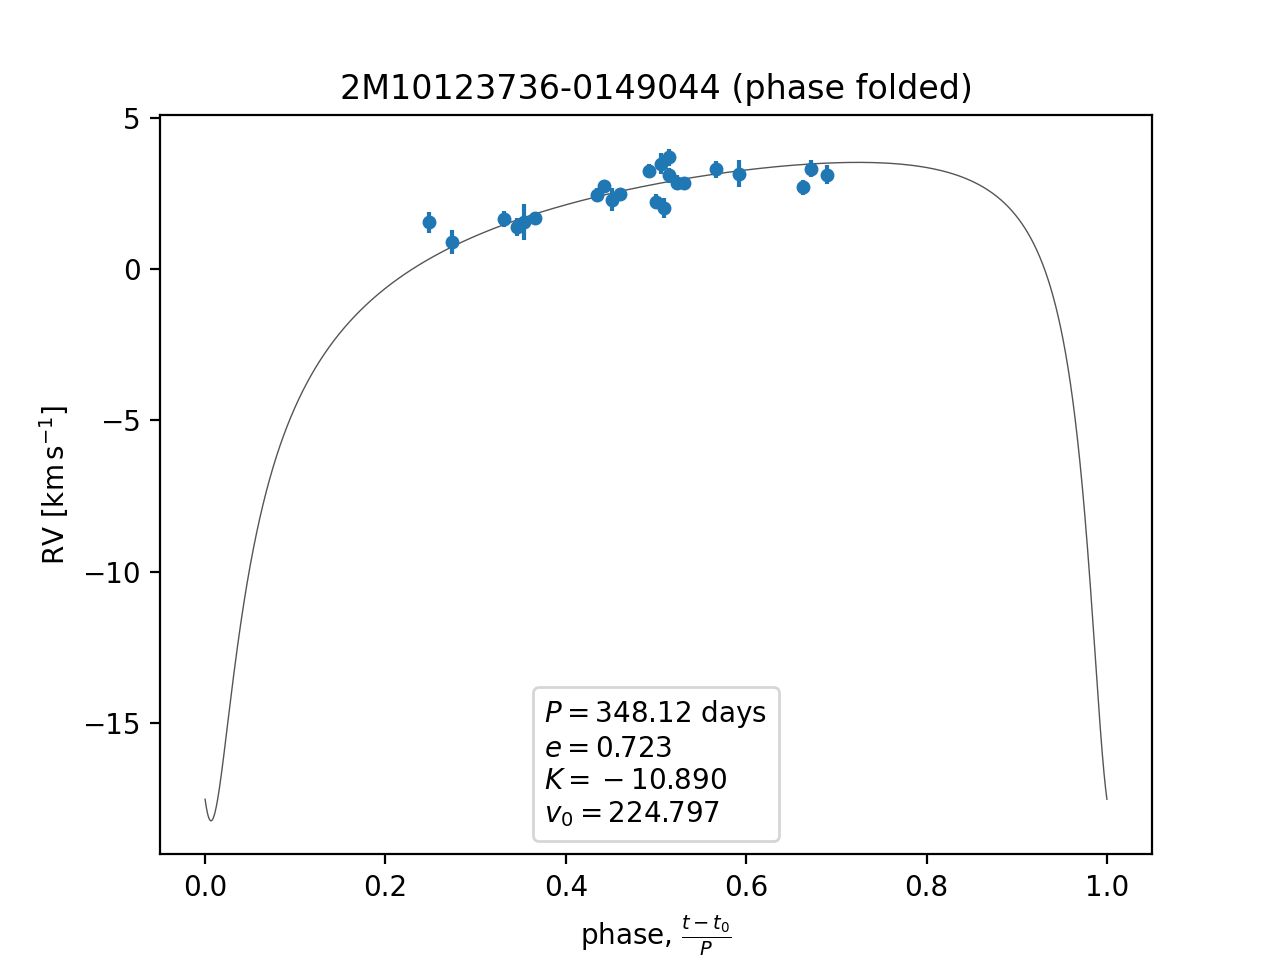 2M10123736-0149044 (phase folded)
5
0
−5
−10
−15
RV [km s⁻¹]
P = 348.12 days
e = 0.723
K = − 10.890
v₀ = 224.797
0.0 0.2 0.4 0.6 0.8 1.0
phase, (t − t₀)/P